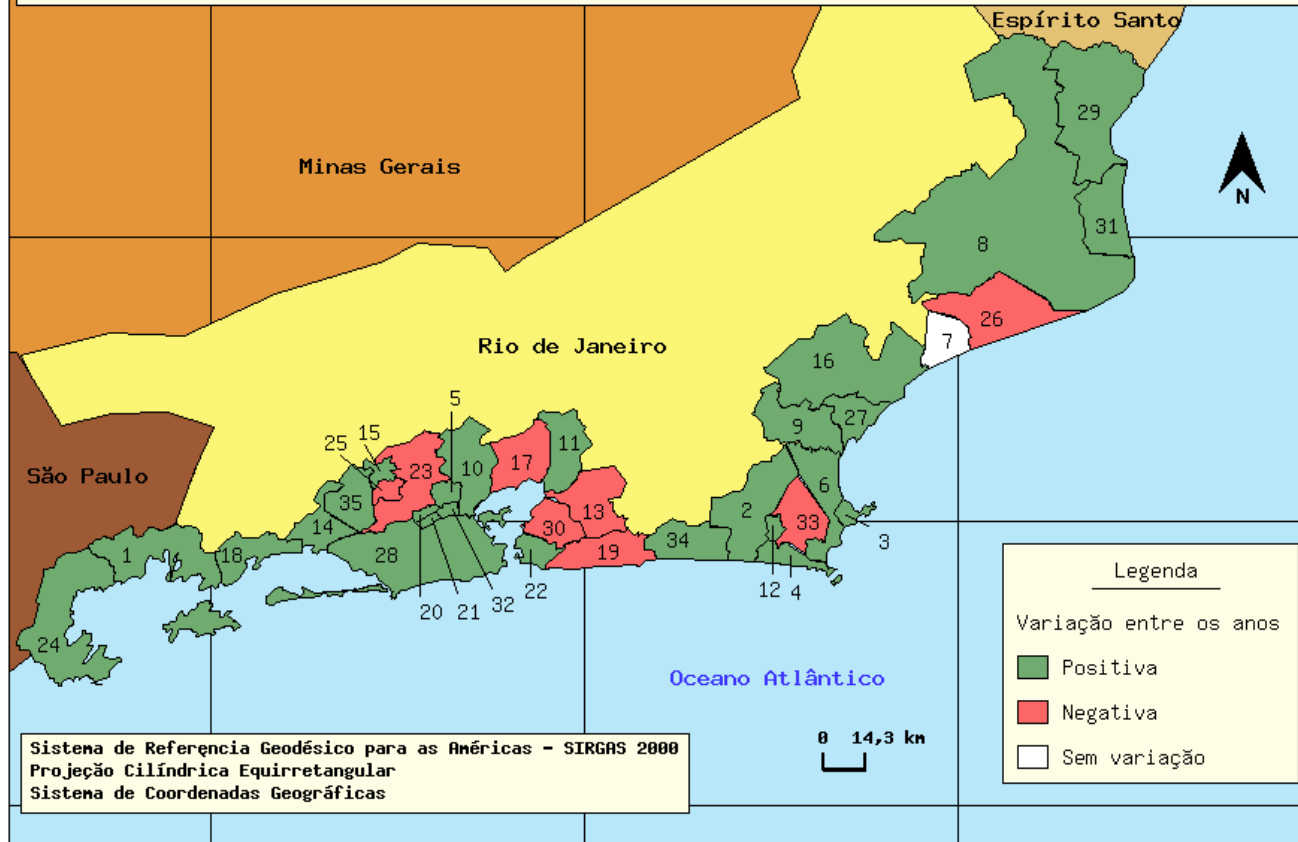 Espírito Santo
29
Minas Gerais
N
31
8
26
7
Rio de Janeiro
16
5
27
9
15
11
25
17
23
10
São Paulo
6
35
2
13
33
14
30
3
34
28
19
1
18
12
4
22
20
21
32
24
Legenda
Variação entre os anos
Positiva
Negativa
Sem variação
Oceano Atlântico
0 14,3 km
Sistema de Referençia Geodésico para as Américas - SIRGAS 2000
Projeção Cilíndrica Equirretangular
Sistema de Coordenadas Geográficas